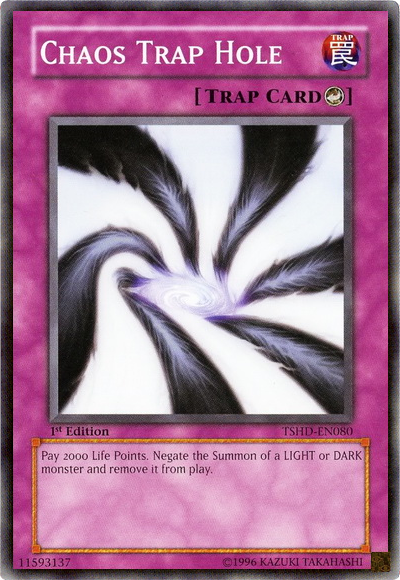 CHAOS TRAP HOLE
TRAP
罠
[TRAP CARD]
1st Edition
TSHD-EN080
Pay 2000 Life Points. Negate the Summon of a LIGHT or DARK
monster and remove it from play.
11593137
©1996 KAZUKI TAKAHASHI